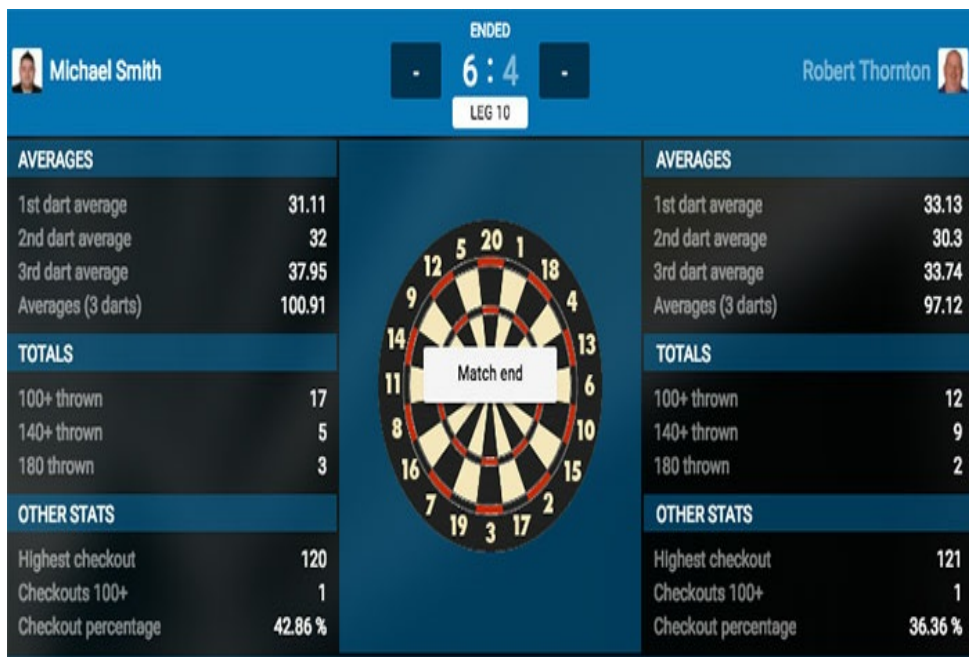 ENDED
Michael Smith
- 6 : 4 -
Robert Thornton
LEG 10
AVERAGES
1st dart average 31.11
2nd dart average 32
3rd dart average 37.95
Averages (3 darts) 100.91
TOTALS
100+ thrown 17
140+ thrown 5
180 thrown 3
OTHER STATS
Highest checkout 120
Checkouts 100+ 1
Checkout percentage 42.86 %
20
5 1
12 18
9 4
14 13
Match end
11 6
8 10
16 15
7 2
19 17
3
AVERAGES
1st dart average 33.13
2nd dart average 30.3
3rd dart average 33.74
Averages (3 darts) 97.12
TOTALS
100+ thrown 12
140+ thrown 9
180 thrown 2
OTHER STATS
Highest checkout 121
Checkouts 100+ 1
Checkout percentage 36.36 %